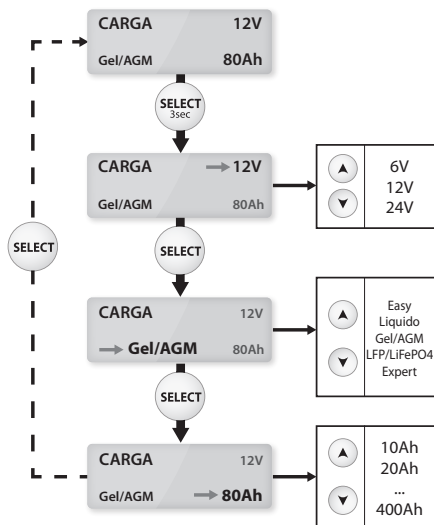 CARGA 12V
Gel/AGM 80Ah
SELECT
3sec
CARGA 12V
Gel/AGM 80Ah
6V
12V
24V
SELECT
SELECT
CARGA 12V
Gel/AGM 80Ah
Easy
Liquido
Gel/AGM
LFP/LiFePO4
Expert
SELECT
CARGA 12V
Gel/AGM 80Ah
10Ah
20Ah
...
400Ah